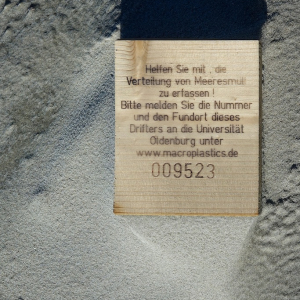 Helfen Sie mit , die
Verteilung von Meeresmüll
zu erfassen !
Bitte melden Sie die Nummer
und den Fundort dieses
Drifters an die Universität
Oldenburg unter
www.macroplastics.de
009523